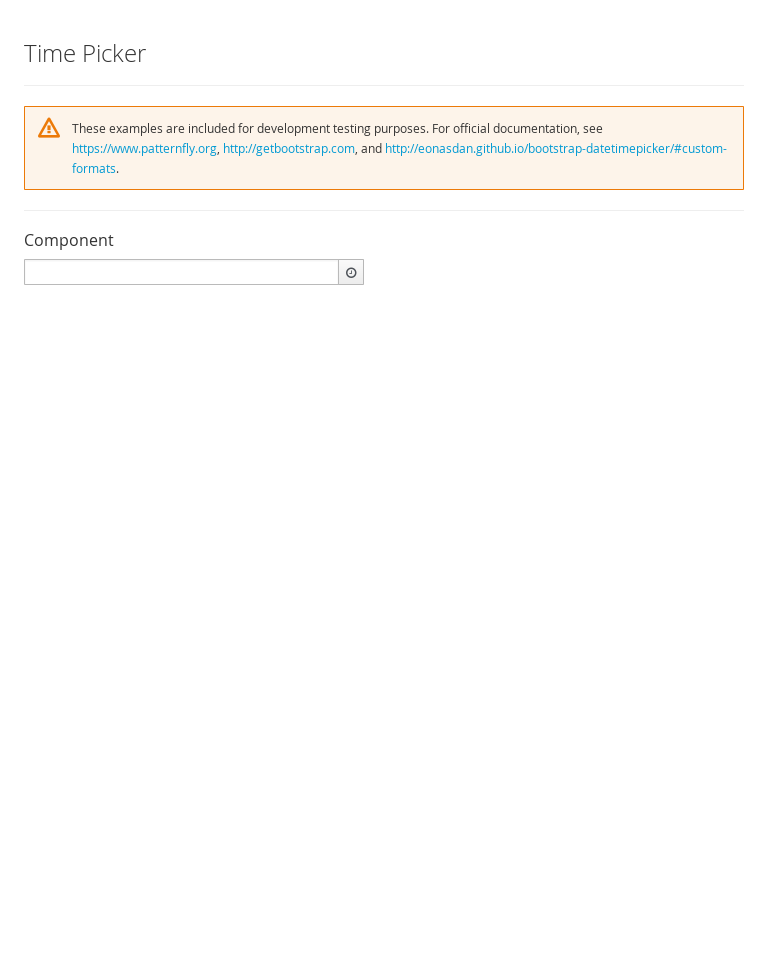 Time Picker
These examples are included for development testing purposes. For official documentation, see
https://www.patternfly.org, http://getbootstrap.com, and http://eonasdan.github.io/bootstrap-datetimepicker/#custom-
formats.
Component